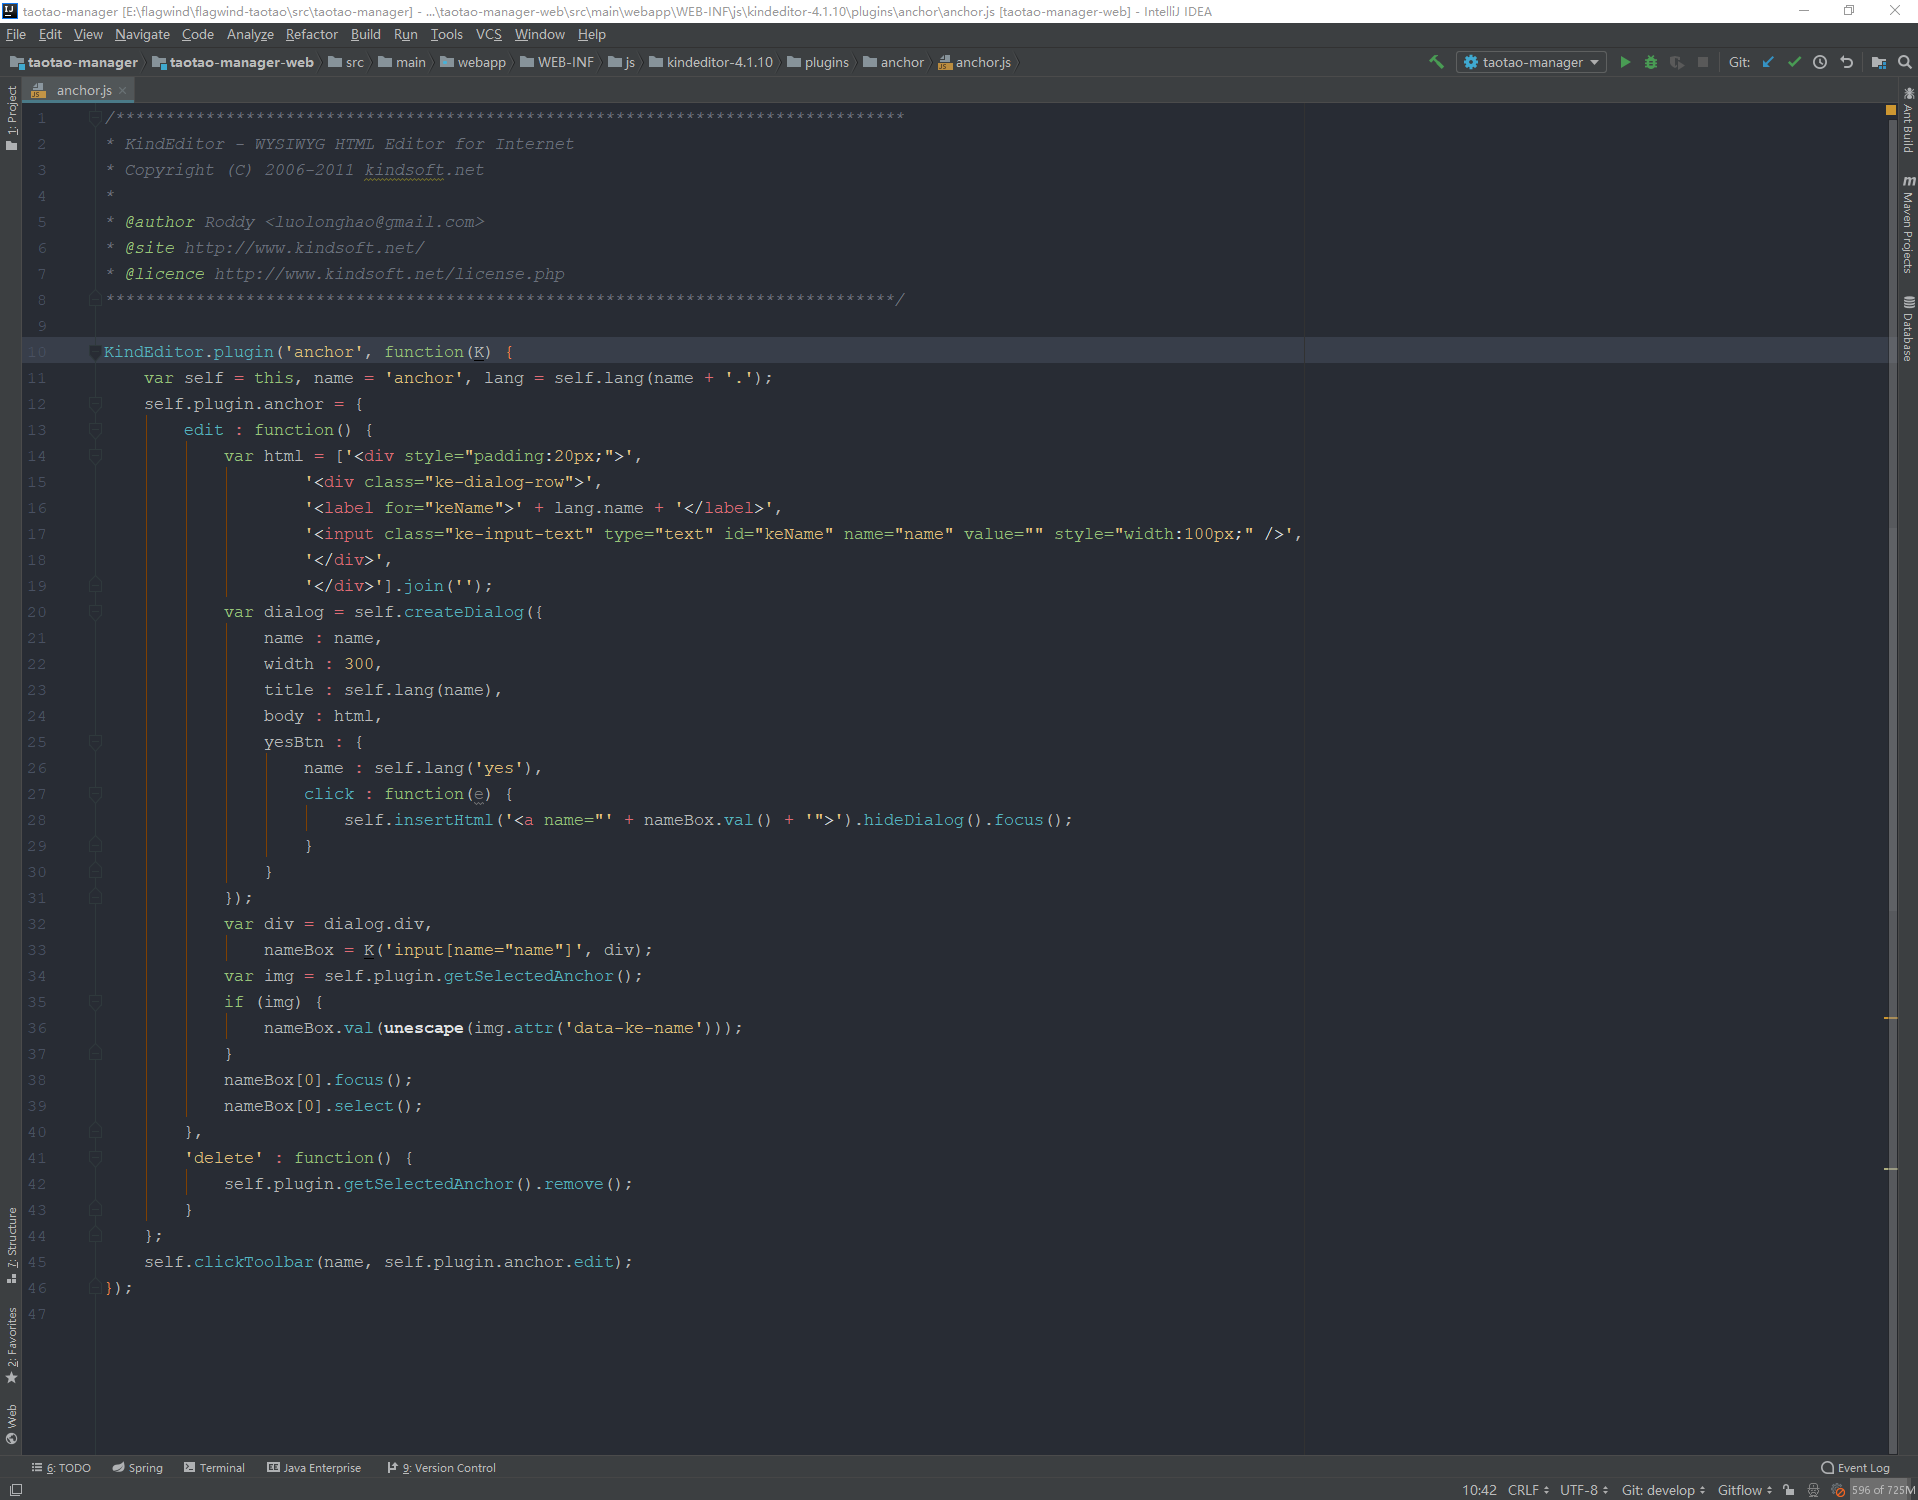 taotao-manager [E:\flagwind\flagwind-taotao\src\taotao-manager] - ...\taotao-manager-web\src\main\webapp\WEB-INF\js\kindeditor-4.1.10\plugins\anchor\anchor.js [taotao-manager-web] - IntelliJ IDEA
File Edit View Navigate Code Analyze Refactor Build Run Tools VCS Window Help
taotao-manager taotao-manager-web src main webapp WEB-INF js kindeditor-4.1.10 plugins anchor anchor.js taotao-manager Git:
anchor.js
1: Project
7: Structure
2: Favorites
Web
Ant Build
Maven Projects
Database
1 /*******************************************************************************
2 * KindEditor - WYSIWYG HTML Editor for Internet
3 * Copyright (C) 2006-2011 kindsoft.net
4 *
5 * @author Roddy <luolonghao@gmail.com>
6 * @site http://www.kindsoft.net/
7 * @licence http://www.kindsoft.net/license.php
8 *******************************************************************************/
9
10 KindEditor.plugin('anchor', function(K) {
11 var self = this, name = 'anchor', lang = self.lang(name + '.');
12 self.plugin.anchor = {
13 edit : function() {
14 var html = ['<div style="padding:20px;">',
15 '<div class="ke-dialog-row">',
16 '<label for="keName">' + lang.name + '</label>',
17 '<input class="ke-input-text" type="text" id="keName" name="name" value="" style="width:100px;" />',
18 '</div>',
19 '</div>'].join('');
20 var dialog = self.createDialog({
21 name : name,
22 width : 300,
23 title : self.lang(name),
24 body : html,
25 yesBtn : {
26 name : self.lang('yes'),
27 click : function(e) {
28 self.insertHtml('<a name="' + nameBox.val() + '">').hideDialog().focus();
29 }
30 }
31 });
32 var div = dialog.div,
33 nameBox = K('input[name="name"]', div);
34 var img = self.plugin.getSelectedAnchor();
35 if (img) {
36 nameBox.val(unescape(img.attr('data-ke-name')));
37 }
38 nameBox[0].focus();
39 nameBox[0].select();
40 },
41 'delete' : function() {
42 self.plugin.getSelectedAnchor().remove();
43 }
44 };
45 self.clickToolbar(name, self.plugin.anchor.edit);
46 });
47
6: TODO Spring Terminal Java Enterprise 9: Version Control Event Log
10:42 CRLF UTF-8 Git: develop Gitflow 596 of 725M